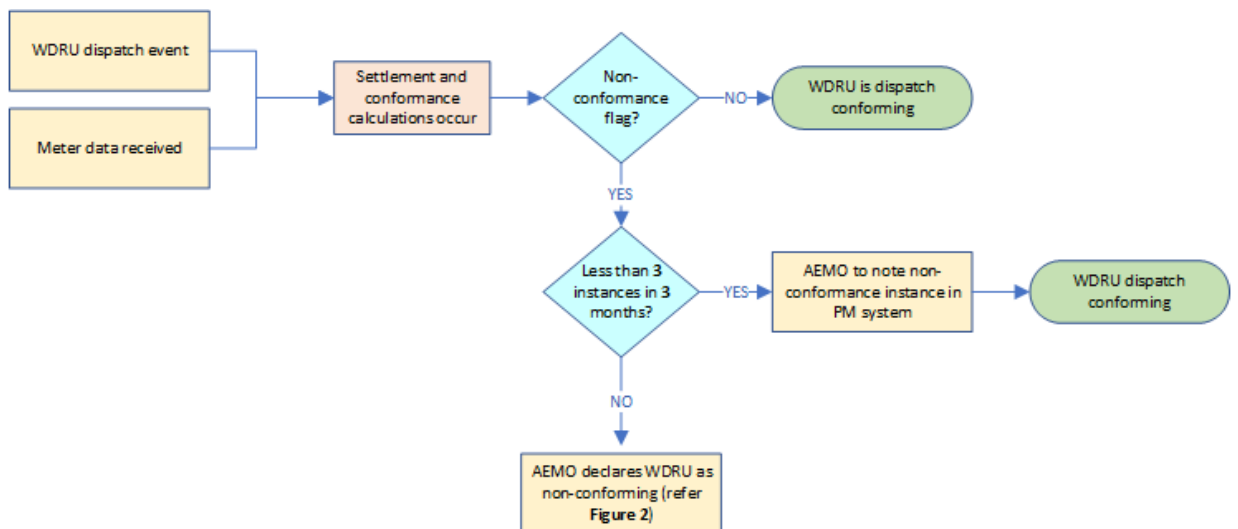 WDRU dispatch event
Meter data received
Settlement and
conformance
calculations occur
Non-
conformance
flag?
NO
WDRU is dispatch
conforming
YES
Less than 3
instances in 3
months?
YES
AEMO to note non-
conformance instance in
PM system
WDRU dispatch
conforming
NO
AEMO declares WDRU as
non-conforming (refer
Figure 2)